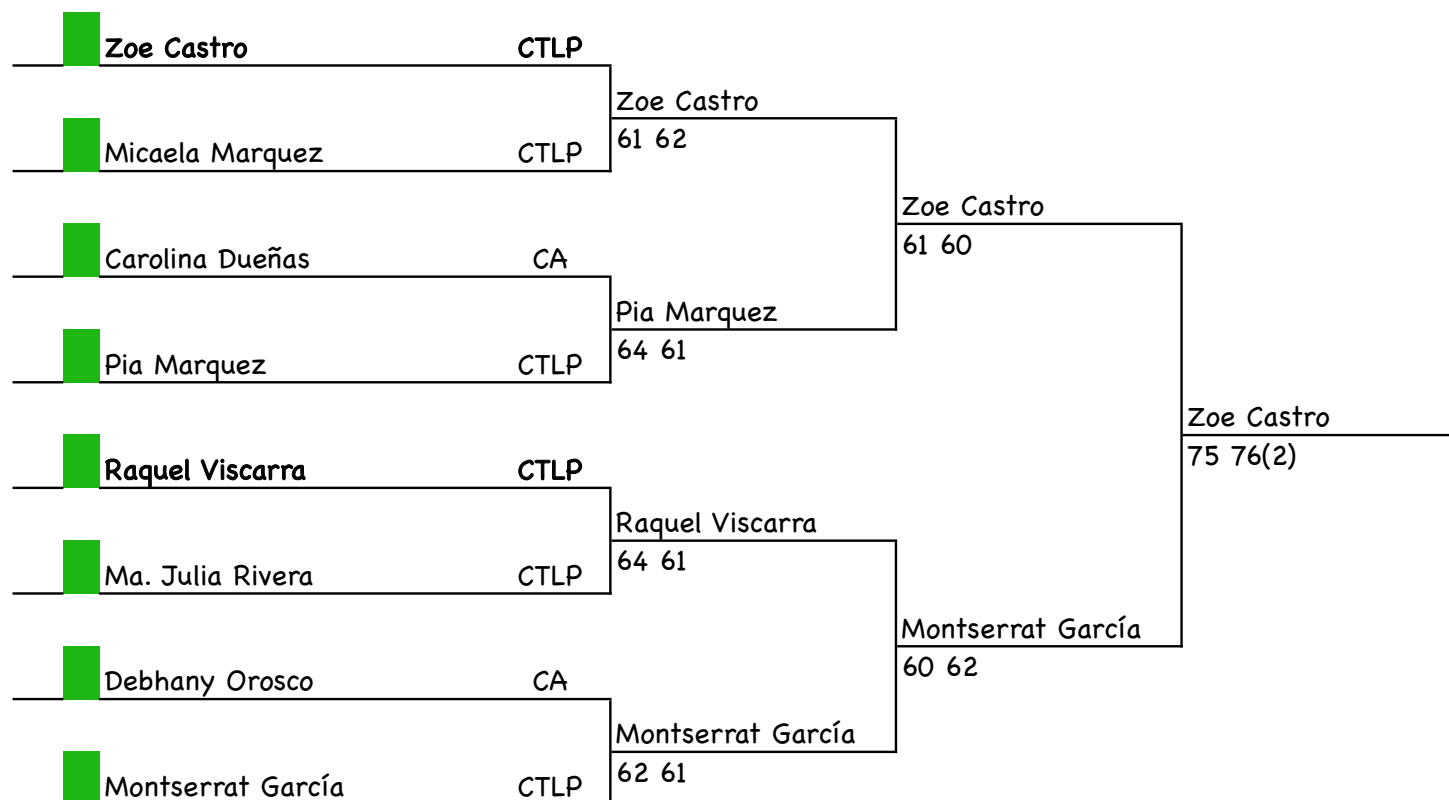 Zoe Castro CTLP
Zoe Castro
61 62
Micaela Marquez CTLP
Zoe Castro
61 60
Carolina Dueñas CA
Pia Marquez
64 61
Pia Marquez CTLP
Zoe Castro
75 76(2)
Raquel Viscarra CTLP
Raquel Viscarra
64 61
Ma. Julia Rivera CTLP
Montserrat García
60 62
Debhany Orosco CA
Montserrat García
62 61
Montserrat García CTLP